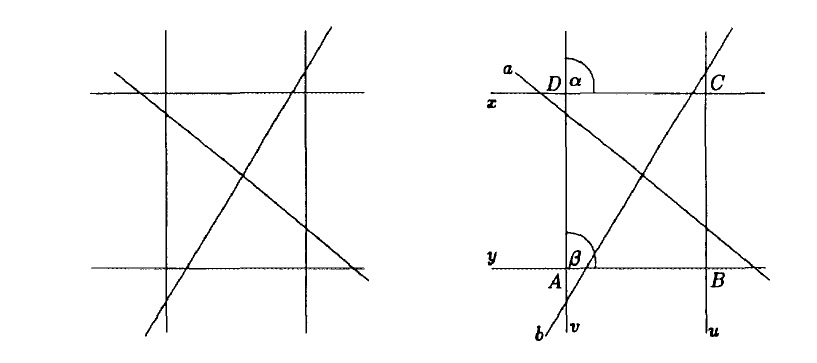 a
D α C
x
y β
A B
b v u